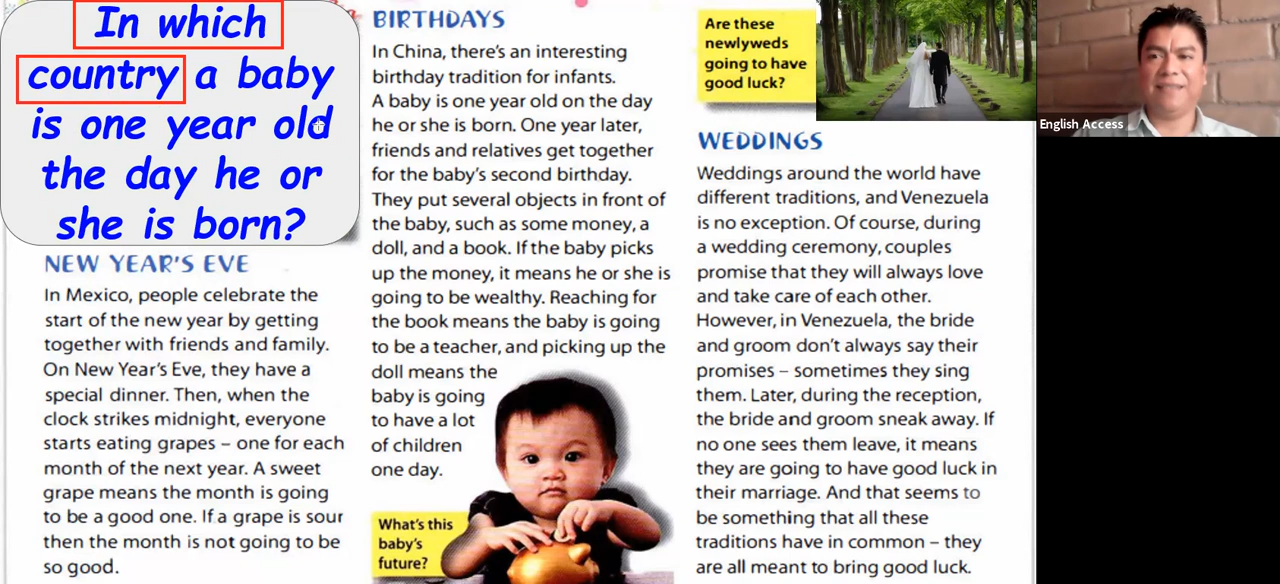 In which
country a baby
is one year old
the day he or
she is born?
NEW YEAR'S EVE
In Mexico, people celebrate the
start of the new year by getting
together with friends and family.
On New Year's Eve, they have a
special dinner. Then, when the
clock strikes midnight, everyone
starts eating grapes – one for each
month of the next year. A sweet
grape means the month is going
to be a good one. If a grape is sour
then the month is not going to be
so good.
BIRTHDAYS
In China, there's an interesting
birthday tradition for infants.
A baby is one year old on the day
he or she is born. One year later,
friends and relatives get together
for the baby's second birthday.
They put several objects in front of
the baby, such as some money, a
doll, and a book. If the baby picks
up the money, it means he or she is
going to be wealthy. Reaching for
the book means the baby is going
to be a teacher, and picking up the
doll means the
baby is going
to have a lot
of children
one day.
What's this
baby's
future?
Are these
newlyweds
going to have
good luck?
WEDDINGS
Weddings around the world have
different traditions, and Venezuela
is no exception. Of course, during
a wedding ceremony, couples
promise that they will always love
and take care of each other.
However, in Venezuela, the bride
and groom don't always say their
promises – sometimes they sing
them. Later, during the reception,
the bride and groom sneak away. If
no one sees them leave, it means
they are going to have good luck in
their marriage. And that seems to
be something that all these
traditions have in common – they
are all meant to bring good luck.
English Access